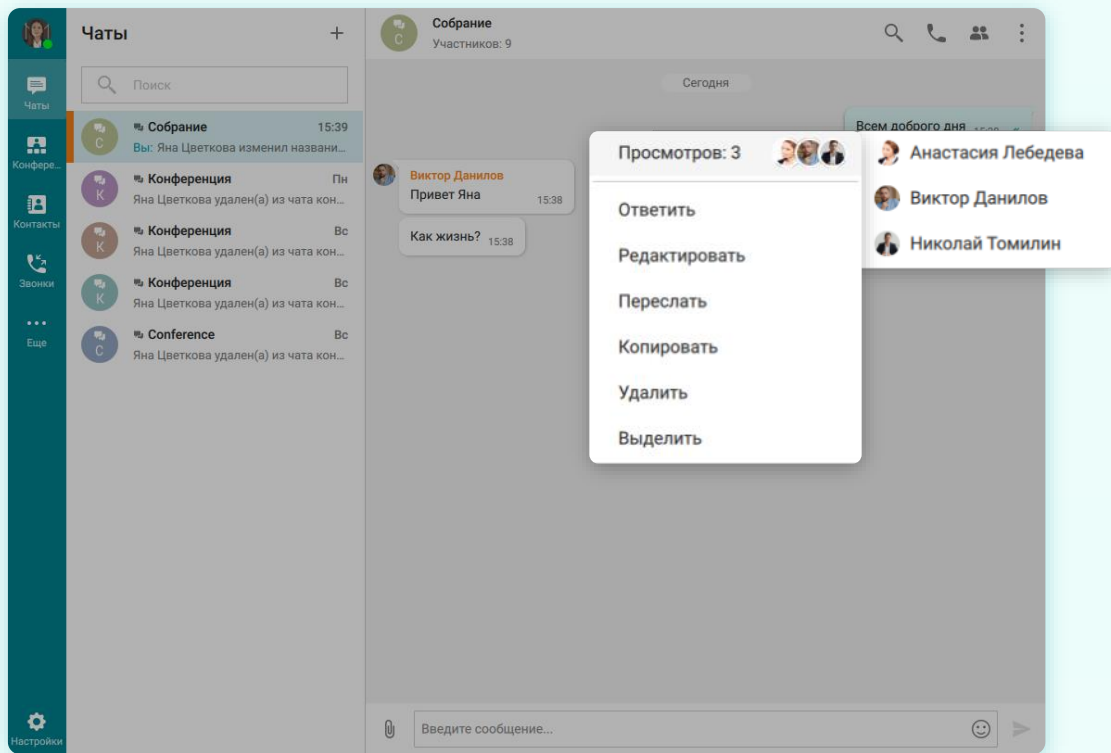 Чаты
Конфере...
Контакты
Звонки
Еще
Настройки
Чаты
Поиск
С
Собрание
15:39
Вы: Яна Цветкова изменил названи...
К
Конференция
Пн
Яна Цветкова удален(а) из чата кон...
К
Конференция
Вс
Яна Цветкова удален(а) из чата кон...
К
Конференция
Вс
Яна Цветкова удален(а) из чата кон...
С
Conference
Вс
Яна Цветкова удален(а) из чата кон...
С
Собрание
Участников: 9
Сегодня
Всем доброго дня 15:38
Виктор Данилов
Привет Яна 15:38
Как жизнь? 15:38
Просмотров: 3
Ответить
Редактировать
Переслать
Копировать
Удалить
Выделить
Анастасия Лебедева
Виктор Данилов
Николай Томилин
Введите сообщение...